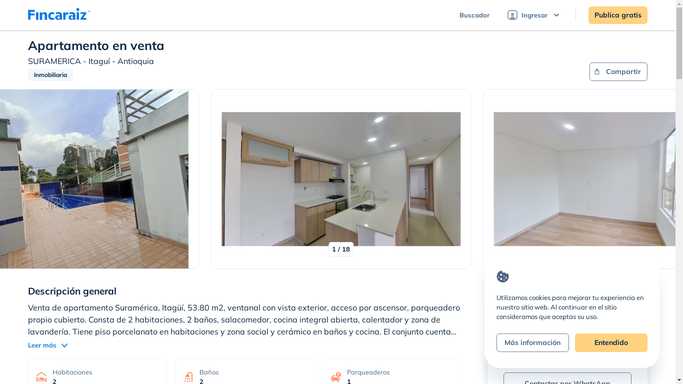 Fincaraiz
Buscador
Ingresar
Publica gratis
Apartamento en venta
SURAMERICA - Itaguí - Antioquia
Inmobiliaria
Compartir
1 / 18
Descripción general
Venta de apartamento Suramérica, Itagüí, 53.80 m2, ventanal con vista exterior, acceso por ascensor, parqueadero
propio cubierto. Consta de 2 habitaciones, 2 baños, salacomedor, cocina integral abierta, calentador y zona de
lavandería. Tiene piso porcelanato en habitaciones y zona social y cerámico en baños y cocina. El conjunto cuenta...
Leer más
Habitaciones
2
Baños
2
Parqueaderos
1
Utilizamos cookies para mejorar tu experiencia en
nuestro sitio web. Al continuar en el sitio
consideramos que aceptas su uso.
Más información
Entendido
Contactar por WhatsApp